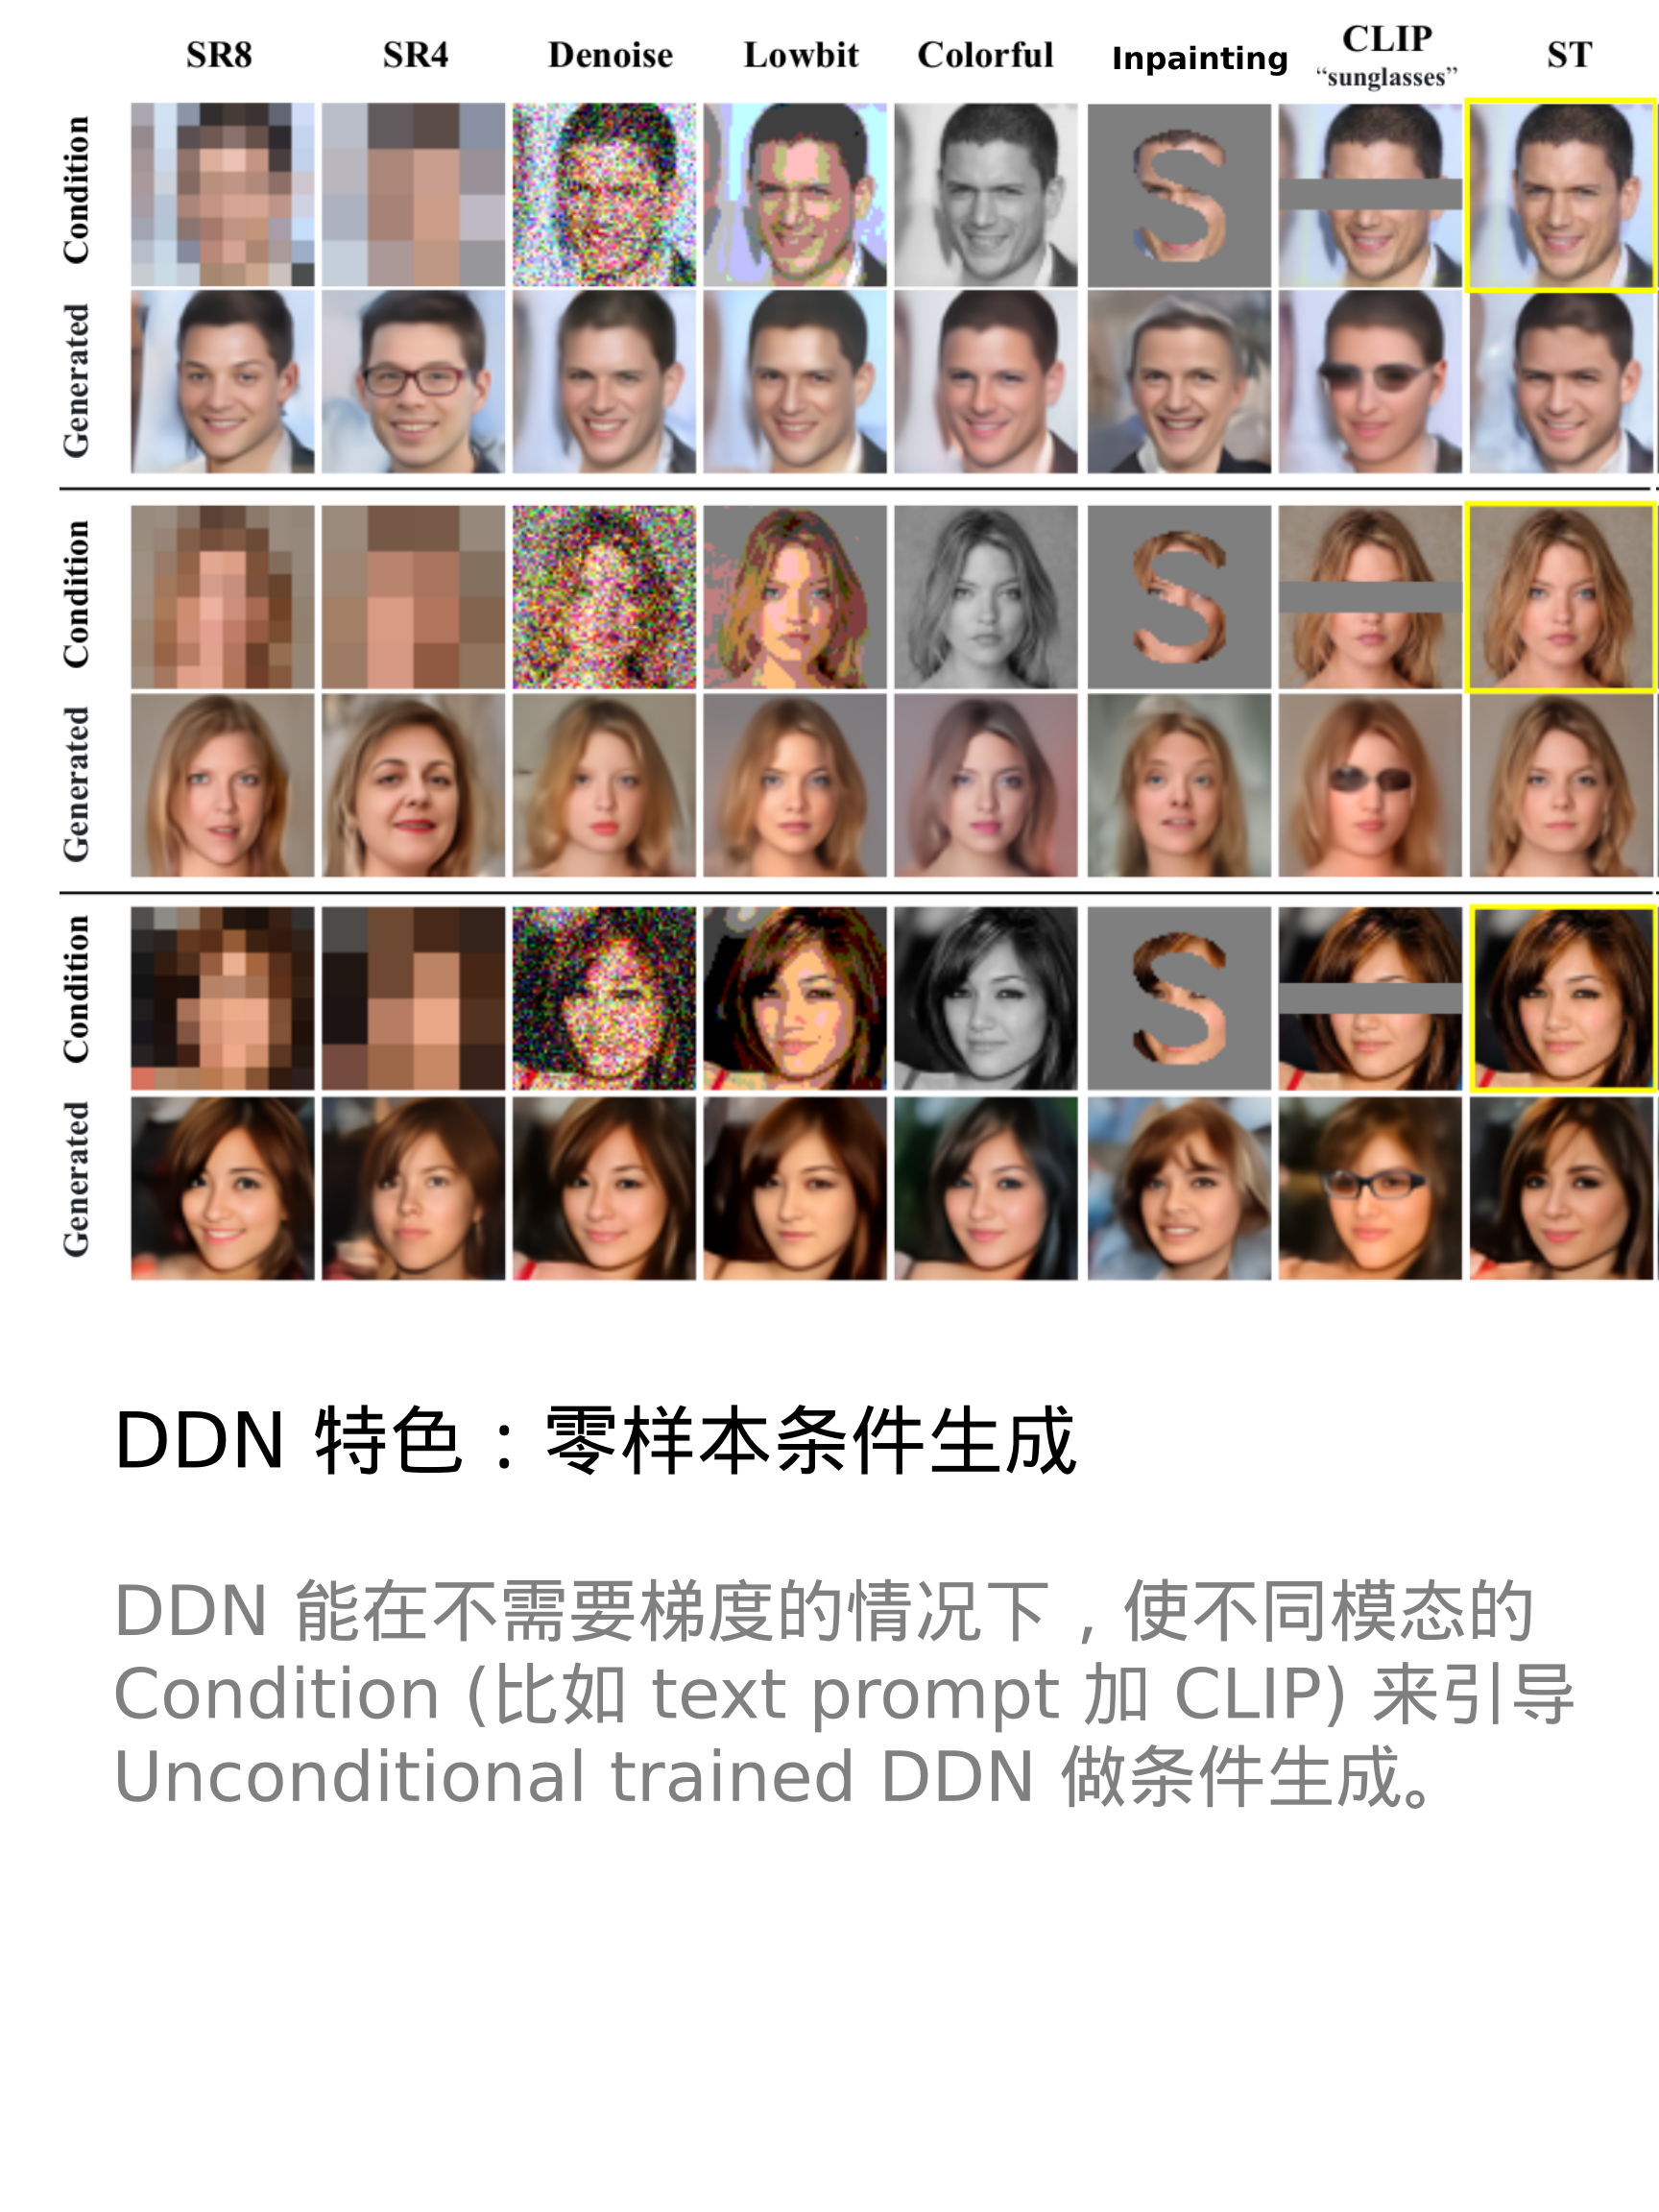 SR8 SR4 Denoise Lowbit Colorful Inpainting CLIP ST
“sunglasses”
Condition
Generated
Condition
Generated
Condition
Generated
DDN 特色：零样本条件生成
DDN 能在不需要梯度的情况下，使不同模态的
Condition (比如 text prompt 加 CLIP) 来引导
Unconditional trained DDN 做条件生成。